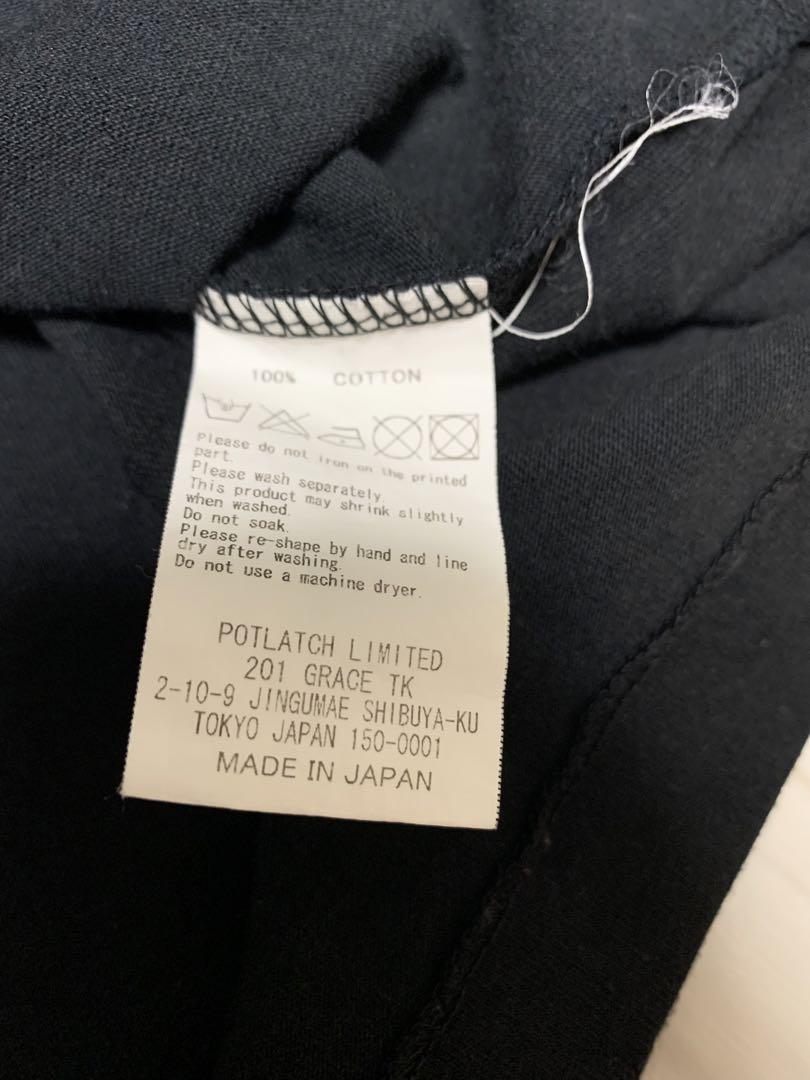 100% COTTON
Please do not iron on the printed
part.
Please wash separately.
This product may shrink slightly
when washed.
Do not soak.
Please re-shape by hand and line
dry after washing.
Do not use a machine dryer.
POTLATCH LIMITED
201 GRACE TK
2-10-9 JINGUMAE SHIBUYA-KU
TOKYO JAPAN 150-0001
MADE IN JAPAN